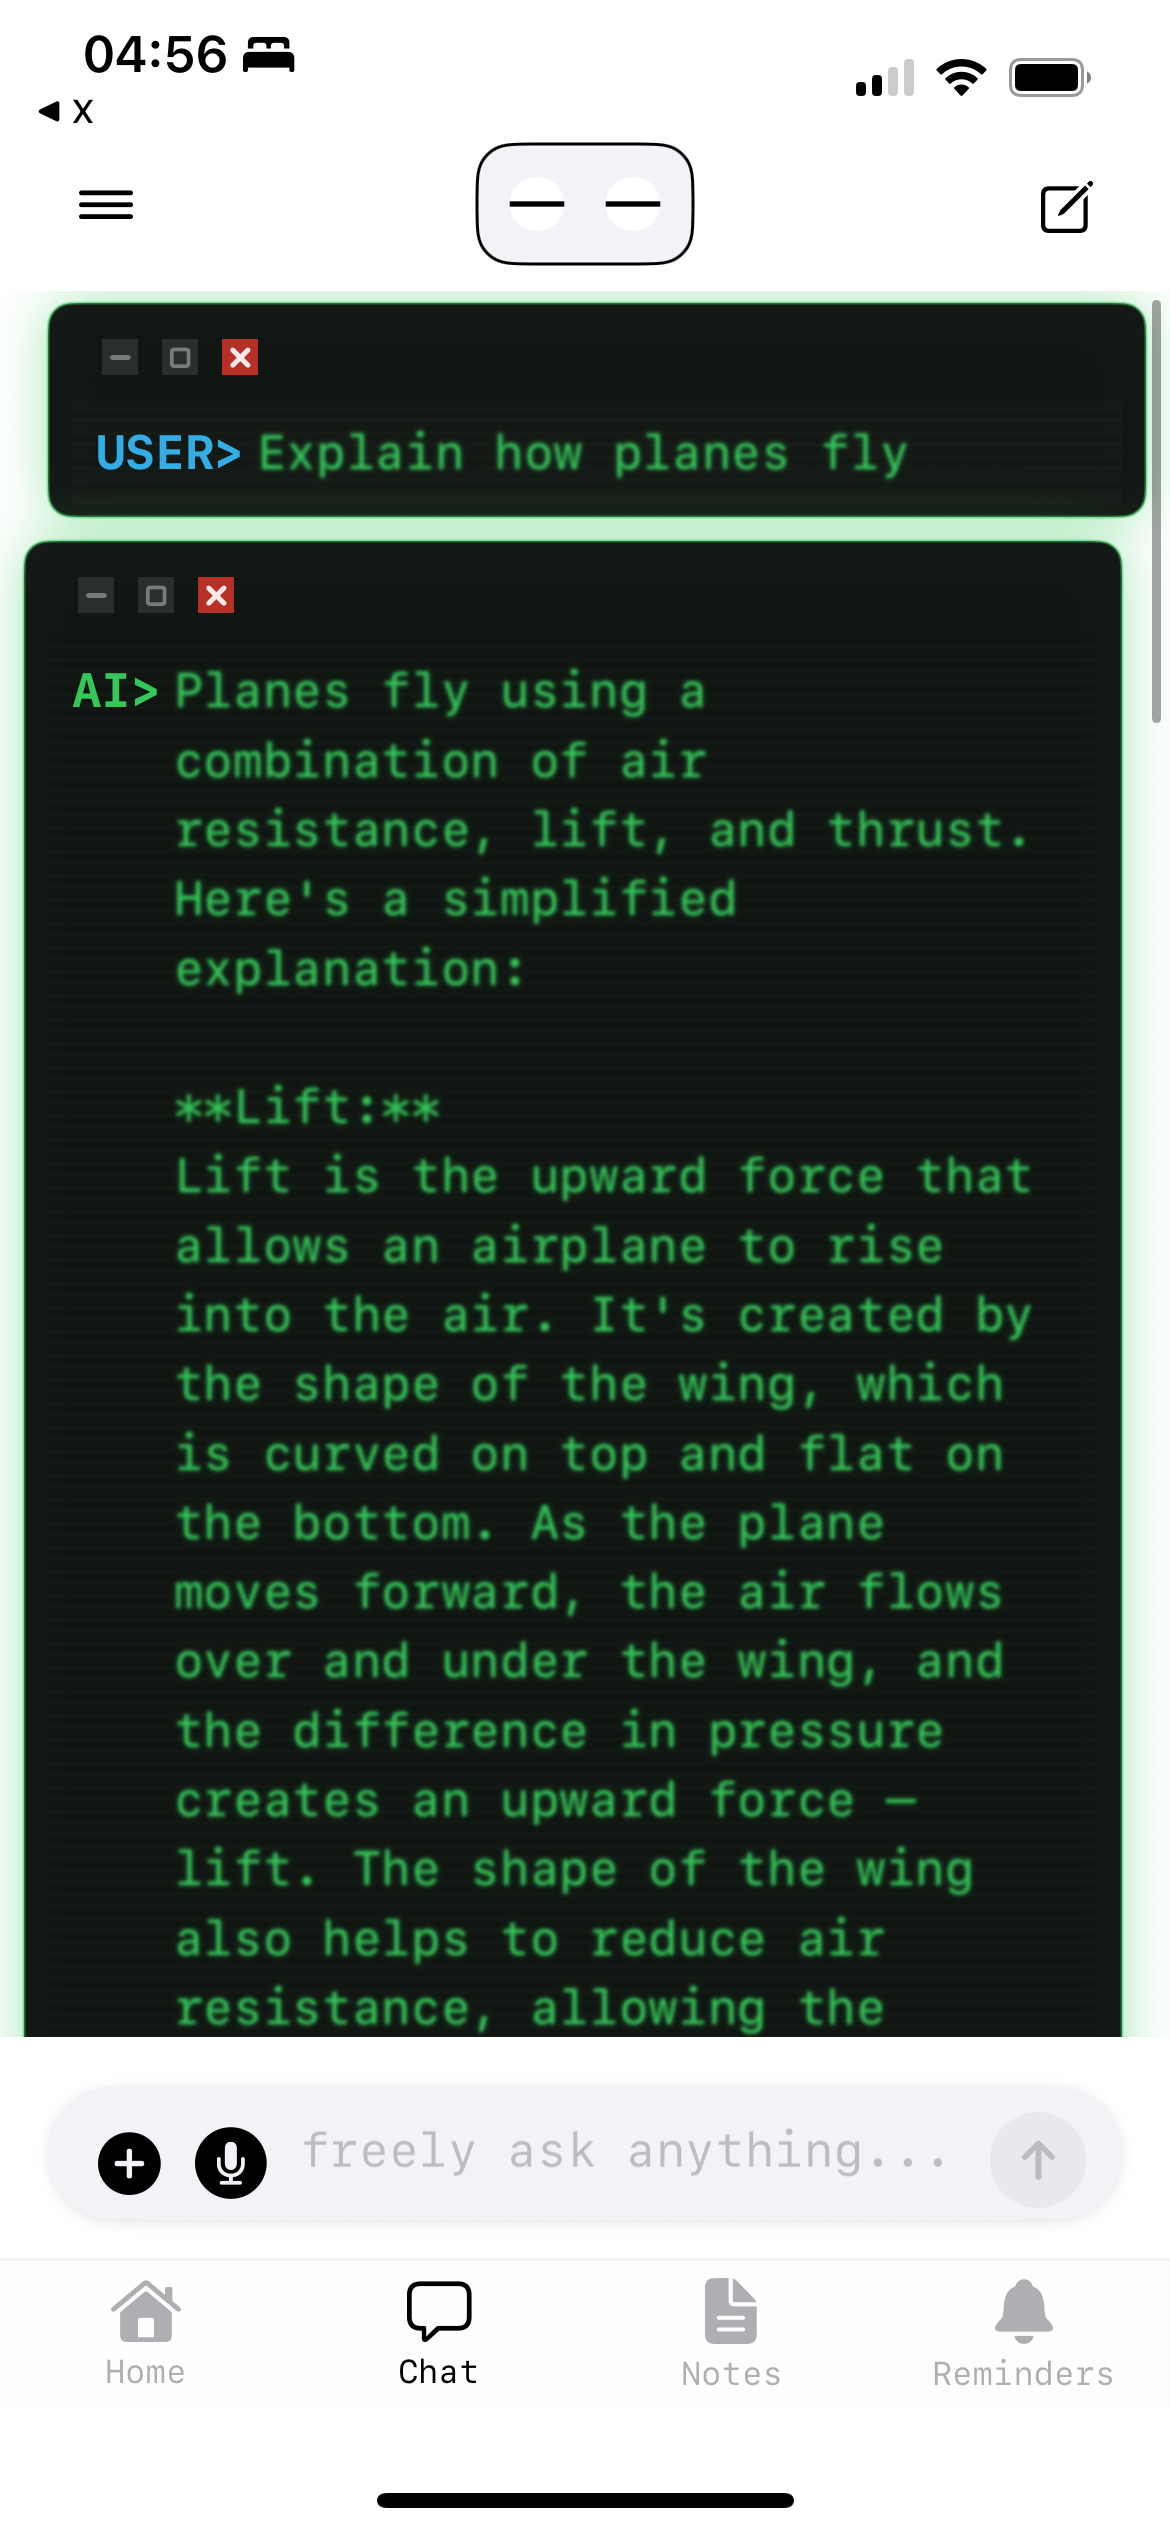 04:56
X
USER> Explain how planes fly
AI> Planes fly using a
combination of air
resistance, lift, and thrust.
Here's a simplified
explanation:
**Lift:**
Lift is the upward force that
allows an airplane to rise
into the air. It's created by
the shape of the wing, which
is curved on top and flat on
the bottom. As the plane
moves forward, the air flows
over and under the wing, and
the difference in pressure
creates an upward force —
lift. The shape of the wing
also helps to reduce air
resistance, allowing the
freely ask anything...
Home
Chat
Notes
Reminders